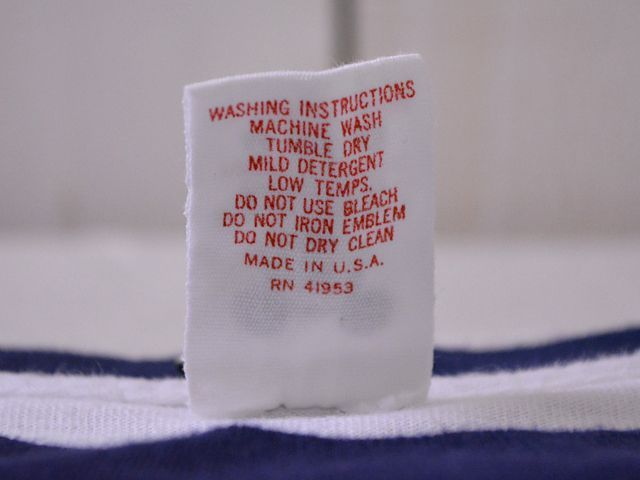 WASHING INSTRUCTIONS
MACHINE WASH
TUMBLE DRY
MILD DETERGENT
LOW TEMPS.
DO NOT USE BLEACH
DO NOT IRON EMBLEM
DO NOT DRY CLEAN
MADE IN U.S.A.
RN 41953